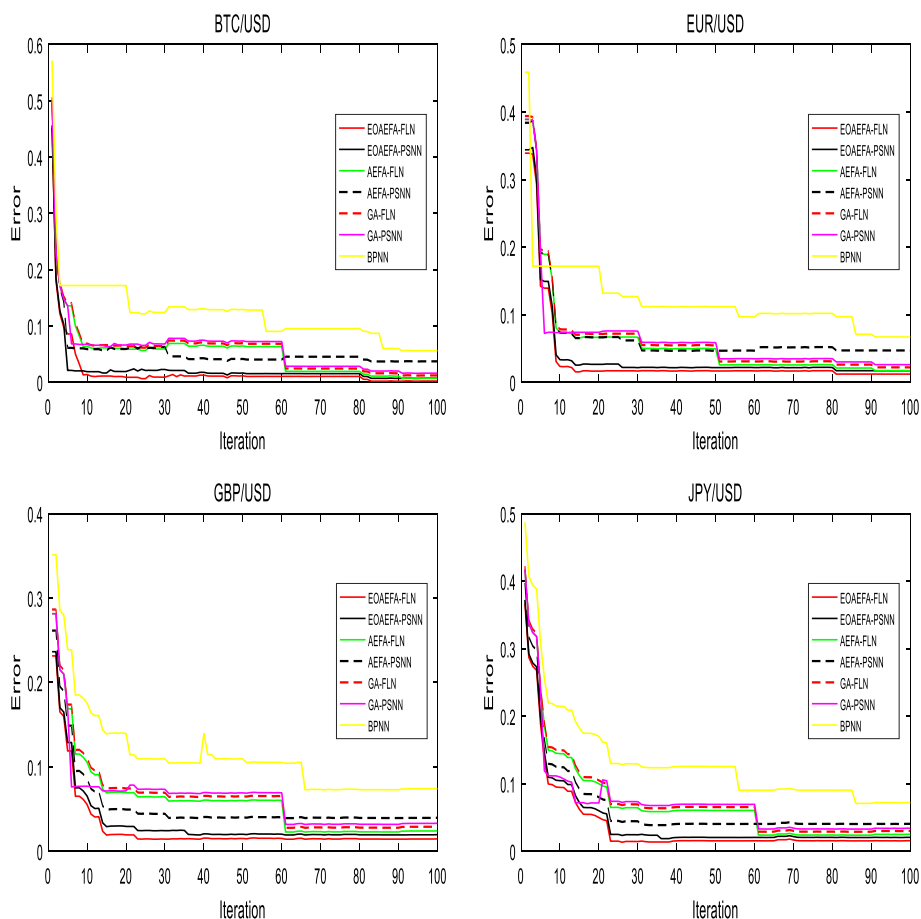 BTC/USD
0.6
0.5
0.4
0.3
0.2
0.1
0
Error
0 10 20 30 40 50 60 70 80 90 100
Iteration
EOAEFA-FLN
EOAEFA-PSNN
AEFA-FLN
AEFA-PSNN
GA-FLN
GA-PSNN
BPNN
EUR/USD
0.5
0.4
0.3
0.2
0.1
0
Error
0 10 20 30 40 50 60 70 80 90 100
Iteration
EOAEFA-FLN
EOAEFA-PSNN
AEFA-FLN
AEFA-PSNN
GA-FLN
GA-PSNN
BPNN
GBP/USD
0.4
0.3
0.2
0.1
0
Error
0 10 20 30 40 50 60 70 80 90 100
Iteration
EOAEFA-FLN
EOAEFA-PSNN
AEFA-FLN
AEFA-PSNN
GA-FLN
GA-PSNN
BPNN
JPY/USD
0.5
0.4
0.3
0.2
0.1
0
Error
0 10 20 30 40 50 60 70 80 90 100
Iteration
EOAEFA-FLN
EOAEFA-PSNN
AEFA-FLN
AEFA-PSNN
GA-FLN
GA-PSNN
BPNN